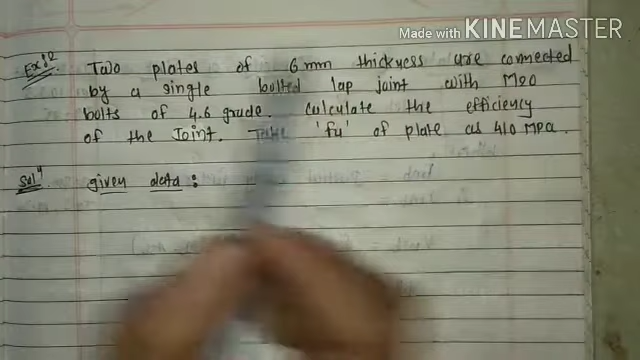 Made with KINEMASTER
Ex:2 Two plates of 6 mm thickness are connected
by a single bolted lap joint with M20
bolts of 4.6 grade. Calculate the efficiency
of the Joint. Take 'fu' of plate as 410 MPa.
Solⁿ given data :